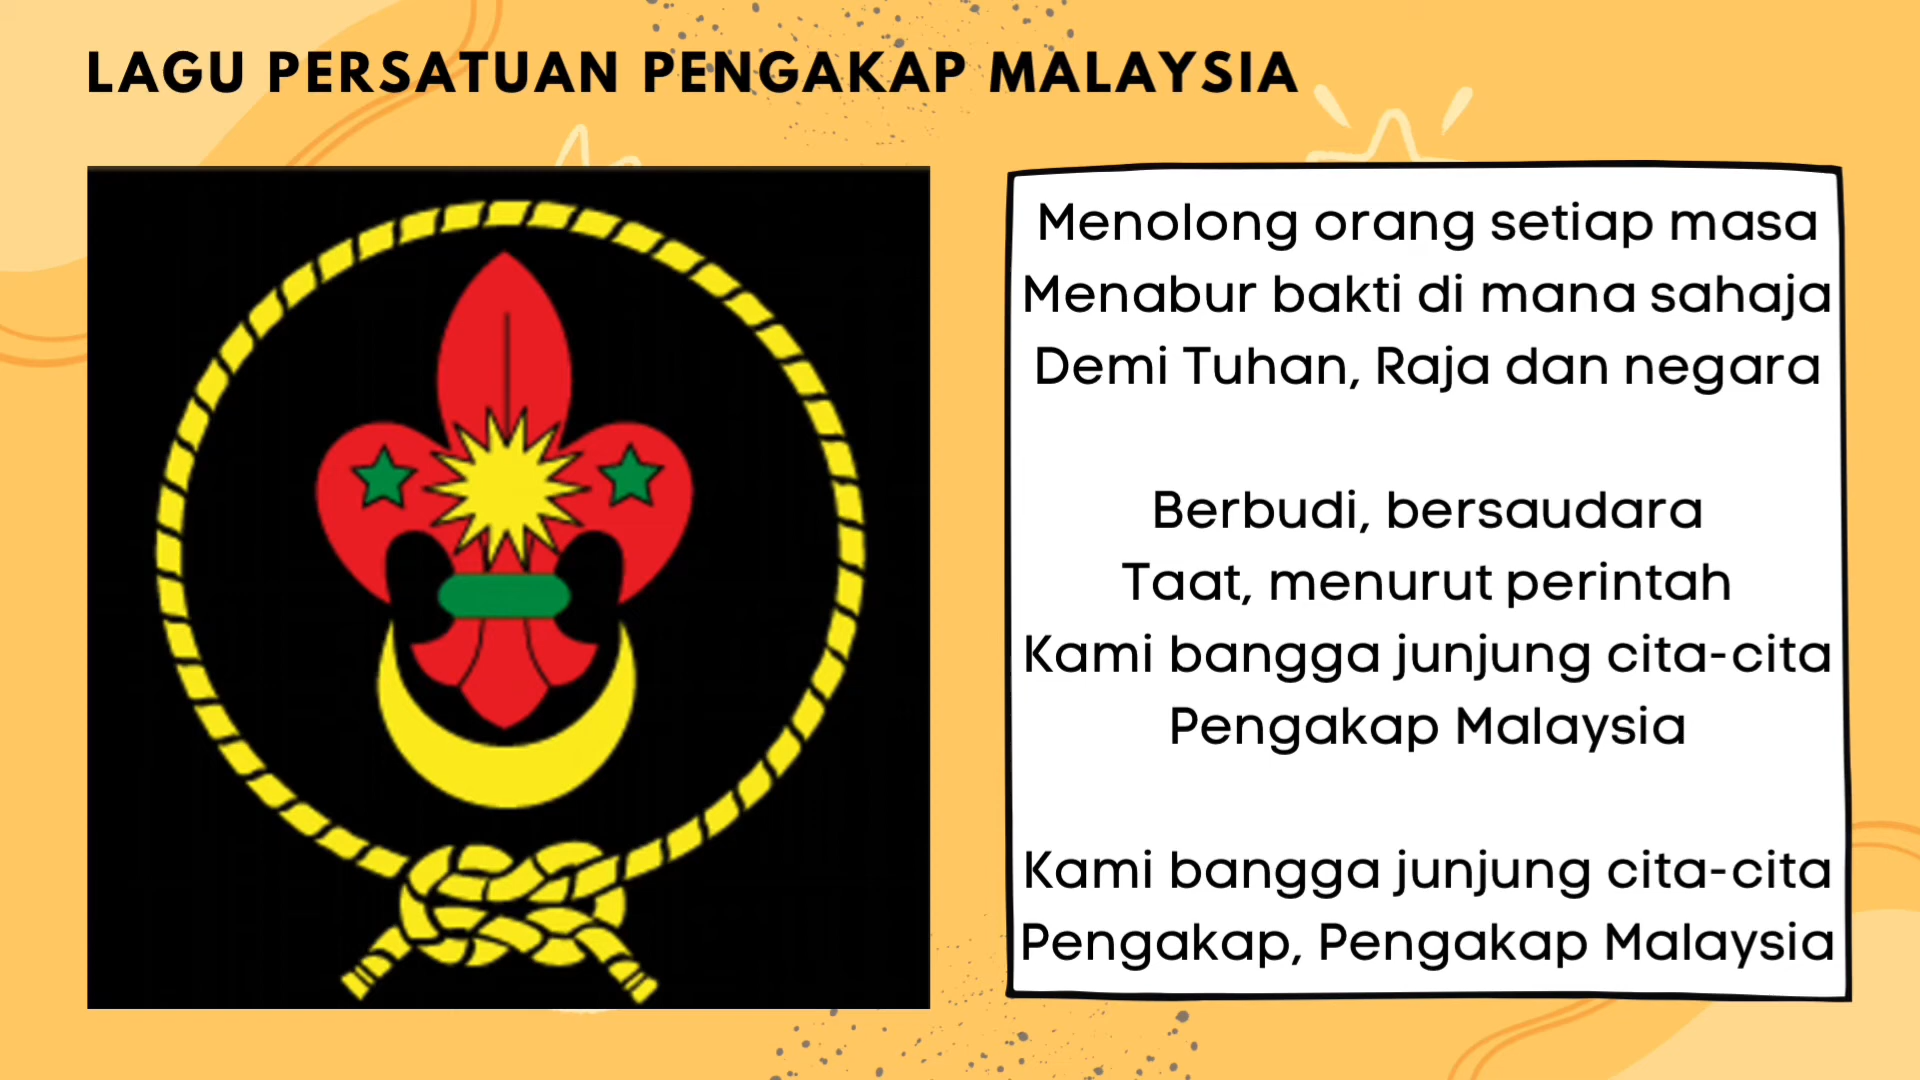 LAGU PERSATUAN PENGAKAP MALAYSIA
Menolong orang setiap masa
Menabur bakti di mana sahaja
Demi Tuhan, Raja dan negara
Berbudi, bersaudara
Taat, menurut perintah
Kami bangga junjung cita-cita
Pengakap Malaysia
Kami bangga junjung cita-cita
Pengakap, Pengakap Malaysia